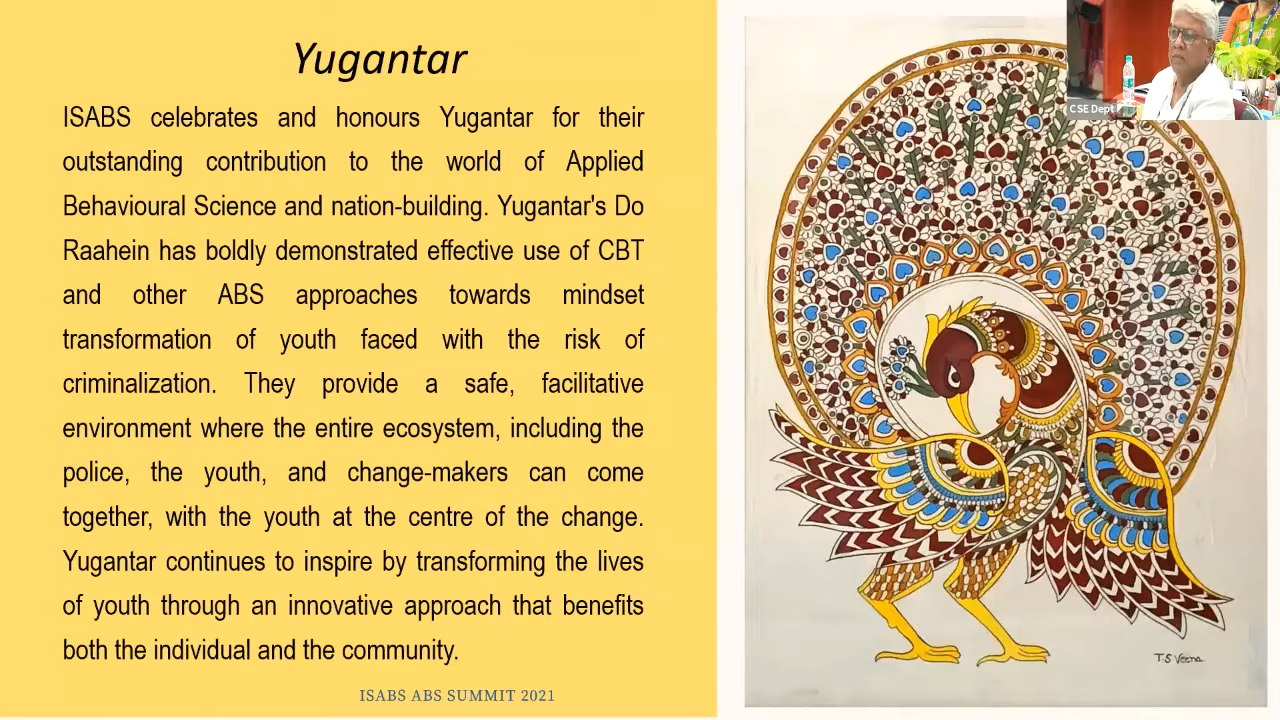 Yugantar
ISABS celebrates and honours Yugantar for their
outstanding contribution to the world of Applied
Behavioural Science and nation-building. Yugantar's Do
Raahein has boldly demonstrated effective use of CBT
and other ABS approaches towards mindset
transformation of youth faced with the risk of
criminalization. They provide a safe, facilitative
environment where the entire ecosystem, including the
police, the youth, and change-makers can come
together, with the youth at the centre of the change.
Yugantar continues to inspire by transforming the lives
of youth through an innovative approach that benefits
both the individual and the community.
ISABS ABS SUMMIT 2021
CSE Dept
T.S Veena